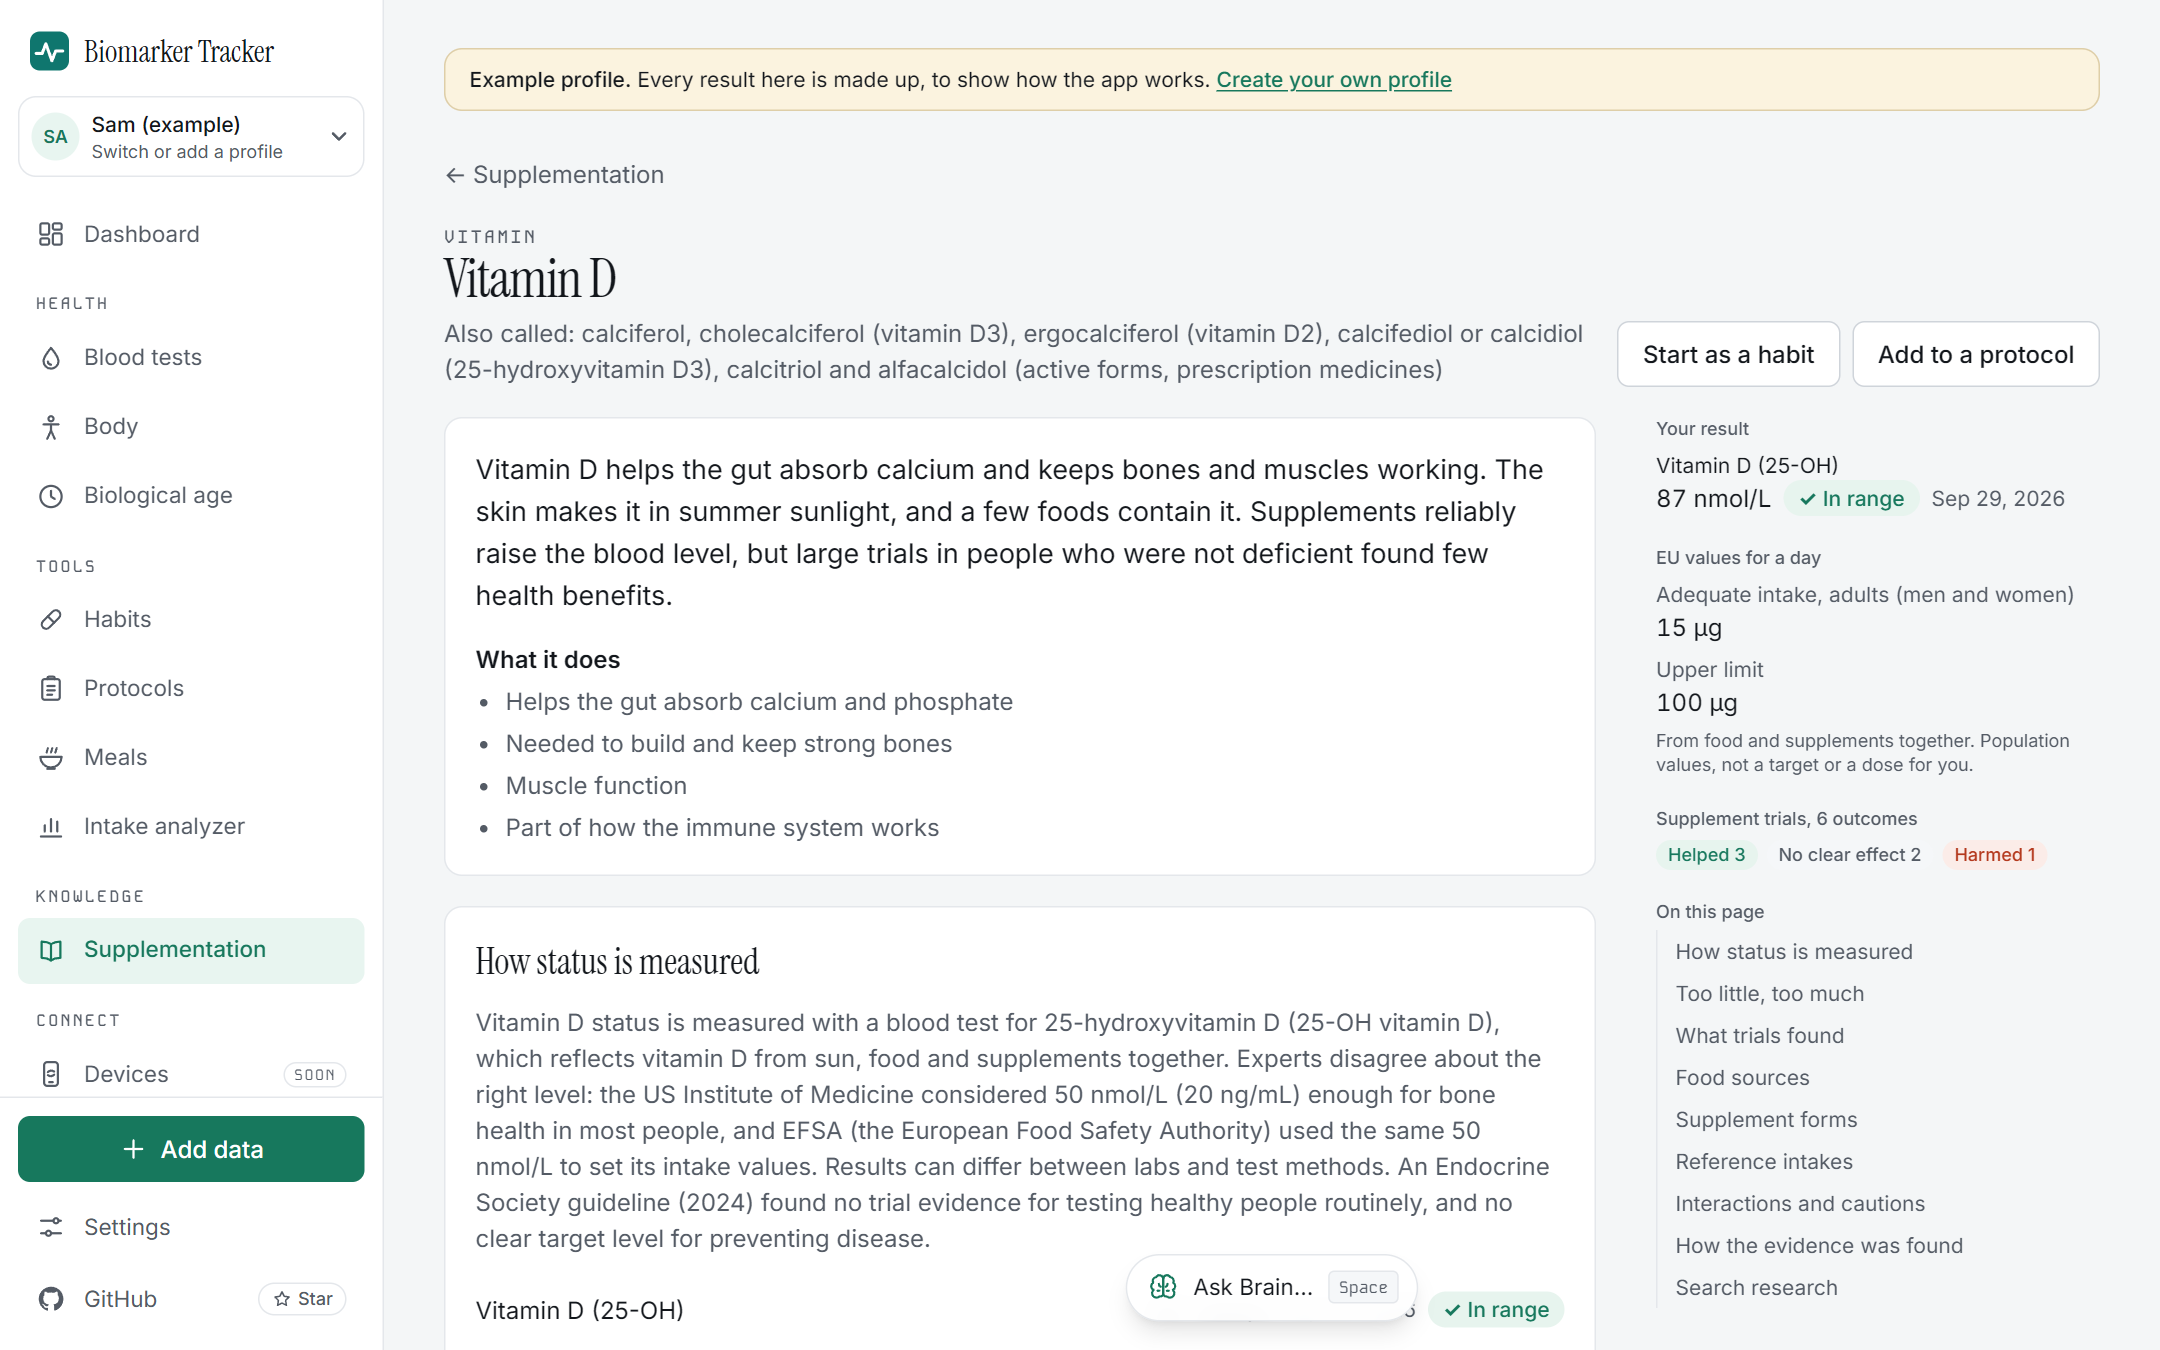 Biomarker Tracker
SA
Sam (example)
Switch or add a profile
Dashboard
HEALTH
Blood tests
Body
Biological age
TOOLS
Habits
Protocols
Meals
Intake analyzer
KNOWLEDGE
Supplementation
CONNECT
Devices SOON
+ Add data
Settings
GitHub Star
Example profile. Every result here is made up, to show how the app works. Create your own profile
← Supplementation
VITAMIN
Vitamin D
Also called: calciferol, cholecalciferol (vitamin D3), ergocalciferol (vitamin D2), calcifediol or calcidiol
(25-hydroxyvitamin D3), calcitriol and alfacalcidol (active forms, prescription medicines)
Start as a habit
Add to a protocol
Vitamin D helps the gut absorb calcium and keeps bones and muscles working. The
skin makes it in summer sunlight, and a few foods contain it. Supplements reliably
raise the blood level, but large trials in people who were not deficient found few
health benefits.
What it does
• Helps the gut absorb calcium and phosphate
• Needed to build and keep strong bones
• Muscle function
• Part of how the immune system works
How status is measured
Vitamin D status is measured with a blood test for 25-hydroxyvitamin D (25-OH vitamin D),
which reflects vitamin D from sun, food and supplements together. Experts disagree about the
right level: the US Institute of Medicine considered 50 nmol/L (20 ng/mL) enough for bone
health in most people, and EFSA (the European Food Safety Authority) used the same 50
nmol/L to set its intake values. Results can differ between labs and test methods. An Endocrine
Society guideline (2024) found no trial evidence for testing healthy people routinely, and no
clear target level for preventing disease.
Vitamin D (25-OH)
✓ In range
Ask Brain... Space
Your result
Vitamin D (25-OH)
87 nmol/L ✓ In range Sep 29, 2026
EU values for a day
Adequate intake, adults (men and women)
15 µg
Upper limit
100 µg
From food and supplements together. Population
values, not a target or a dose for you.
Supplement trials, 6 outcomes
Helped 3 No clear effect 2 Harmed 1
On this page
How status is measured
Too little, too much
What trials found
Food sources
Supplement forms
Reference intakes
Interactions and cautions
How the evidence was found
Search research